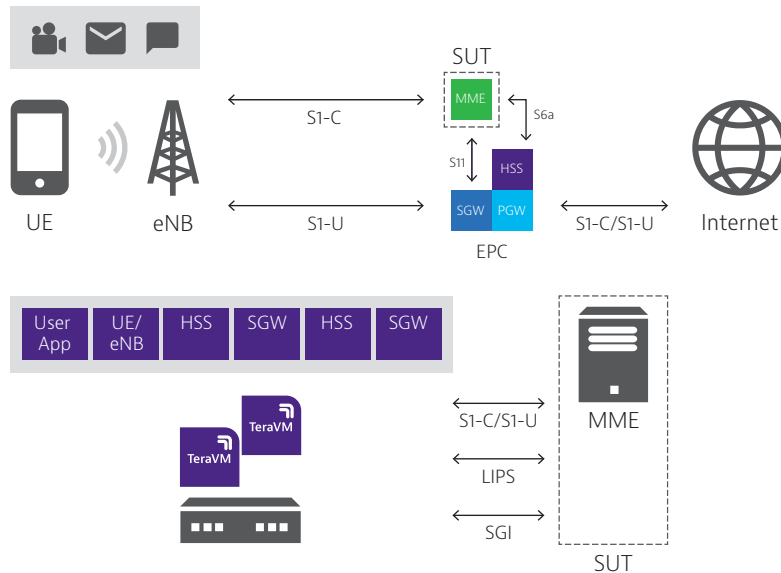 SUT
MME
S1-C
S6a
S11
HSS
UE
eNB
S1-U
SGW
PGW
S1-C/S1-U
Internet
EPC
User
App
UE/
eNB
HSS
SGW
HSS
SGW
TeraVM
TeraVM
S1-C/S1-U
MME
LIPS
SGI
SUT